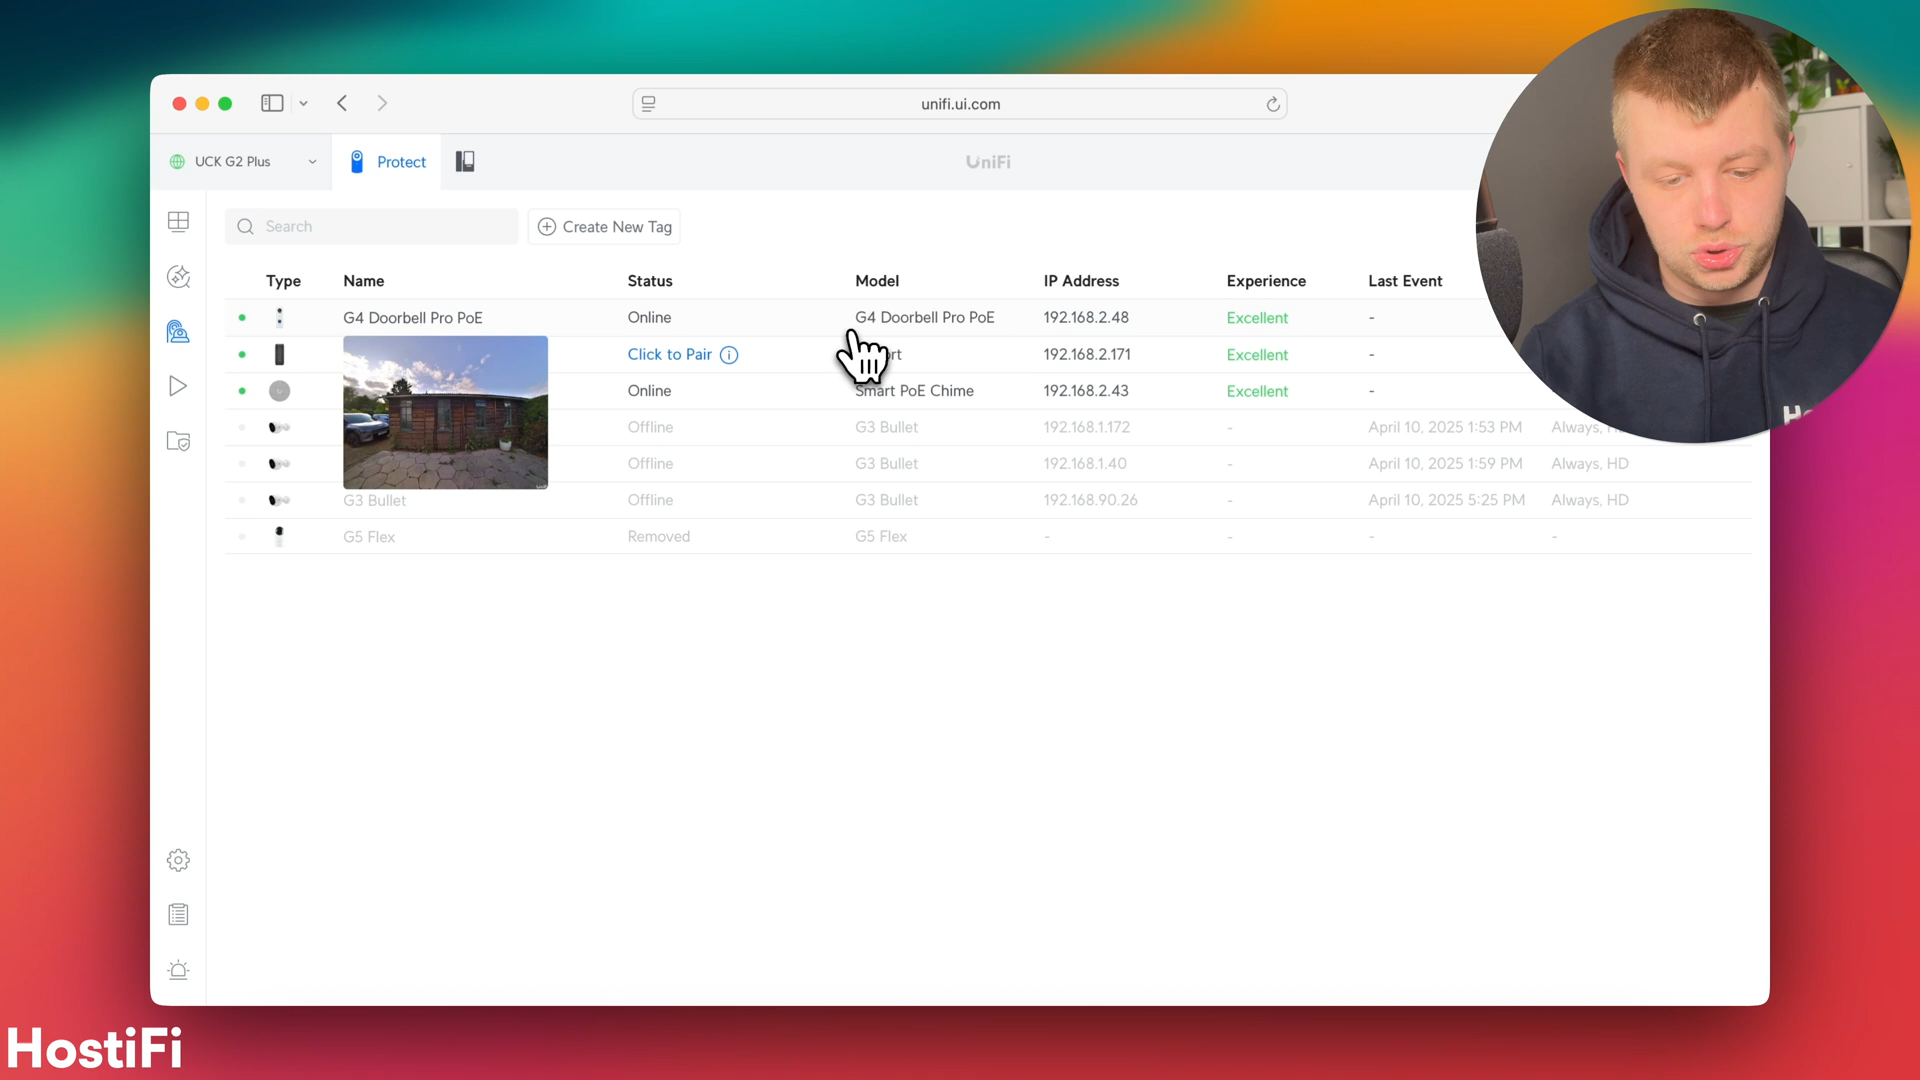 unifi.ui.com
UCK G2 Plus
Protect
UniFi
Search
Create New Tag
Type Name Status Model IP Address Experience Last Event
G4 Doorbell Pro PoE Online G4 Doorbell Pro PoE 192.168.2.48 Excellent -
Click to Pair 192.168.2.171 Excellent -
Online Smart PoE Chime 192.168.2.43 Excellent -
Offline G3 Bullet 192.168.1.172 - April 10, 2025 1:53 PM Always,
Offline G3 Bullet 192.168.1.40 - April 10, 2025 1:59 PM Always, HD
G3 Bullet Offline G3 Bullet 192.168.90.26 - April 10, 2025 5:25 PM Always, HD
G5 Flex Removed G5 Flex - - - -
HostiFi